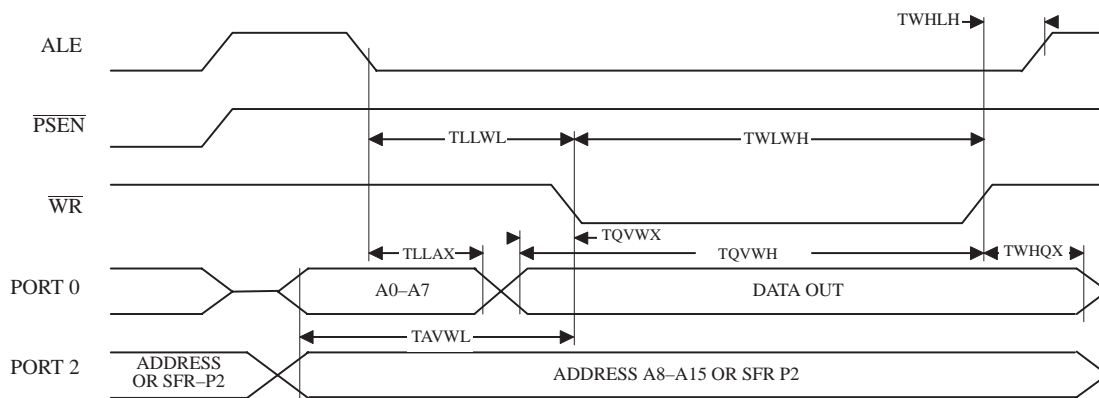 TWHLH
ALE
PSEN
TLLWL
TWLWH
WR
TQVWX
TLLAX
TQVWH
TWHQX
PORT 0
A0–A7
DATA OUT
TAVWL
PORT 2
ADDRESS
OR SFR–P2
ADDRESS A8–A15 OR SFR P2